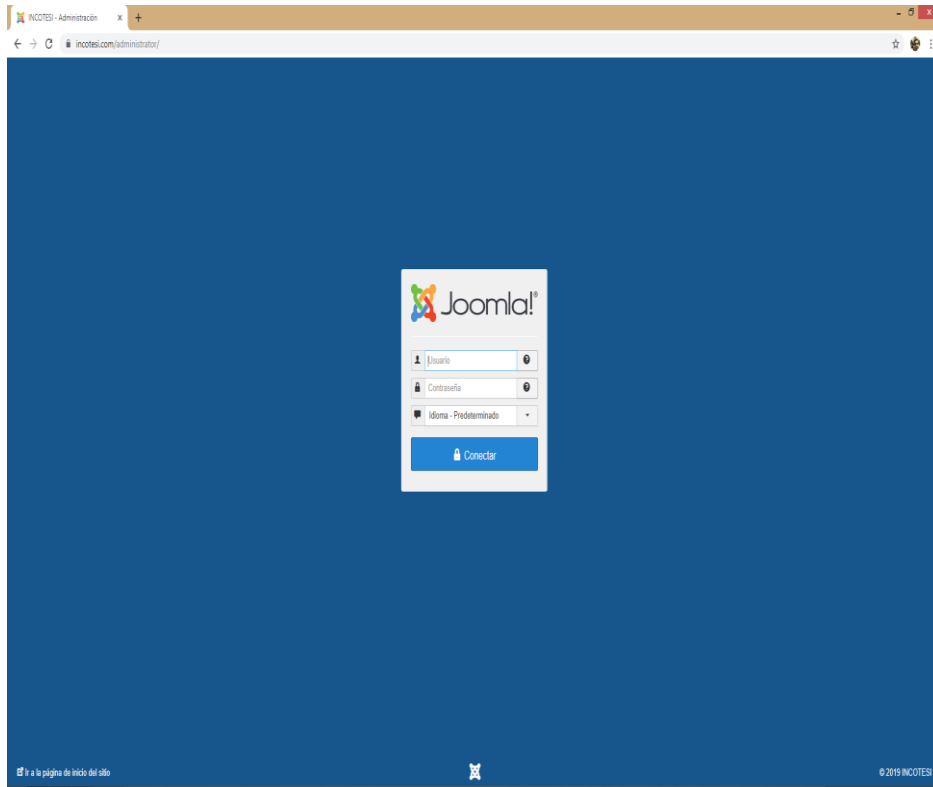 INCOTESI - Administración
incotesi.com/administrator/
Joomla!®
Usuario
Contraseña
Idioma - Predeterminado
Conectar
Ir a la página de inicio del sitio
© 2019 INCOTESI